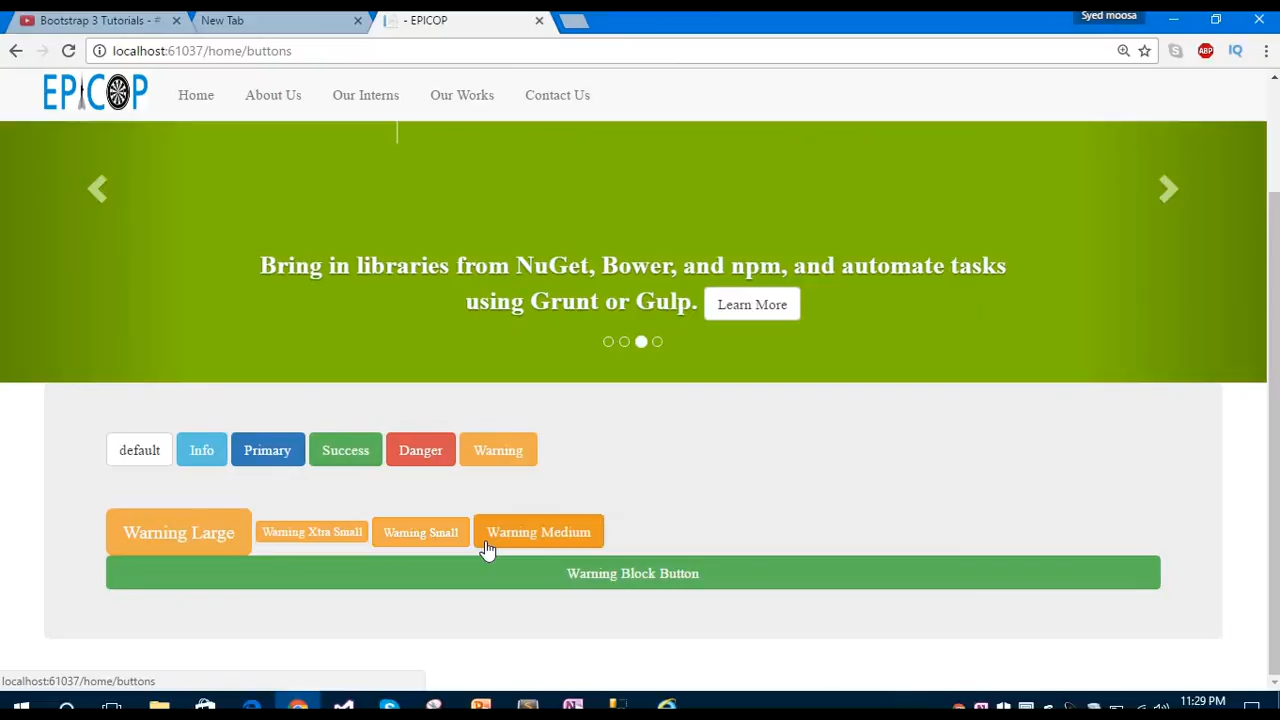 Bootstrap 3 Tutorials - #
New Tab
- EPICOP
Syed moosa
localhost:61037/home/buttons
ABP
IQ
EPICOP
Home
About Us
Our Interns
Our Works
Contact Us
Bring in libraries from NuGet, Bower, and npm, and automate tasks
using Grunt or Gulp. Learn More
default
Info
Primary
Success
Danger
Warning
Warning Large
Warning Xtra Small
Warning Small
Warning Medium
Warning Block Button
localhost:61037/home/buttons
11:29 PM